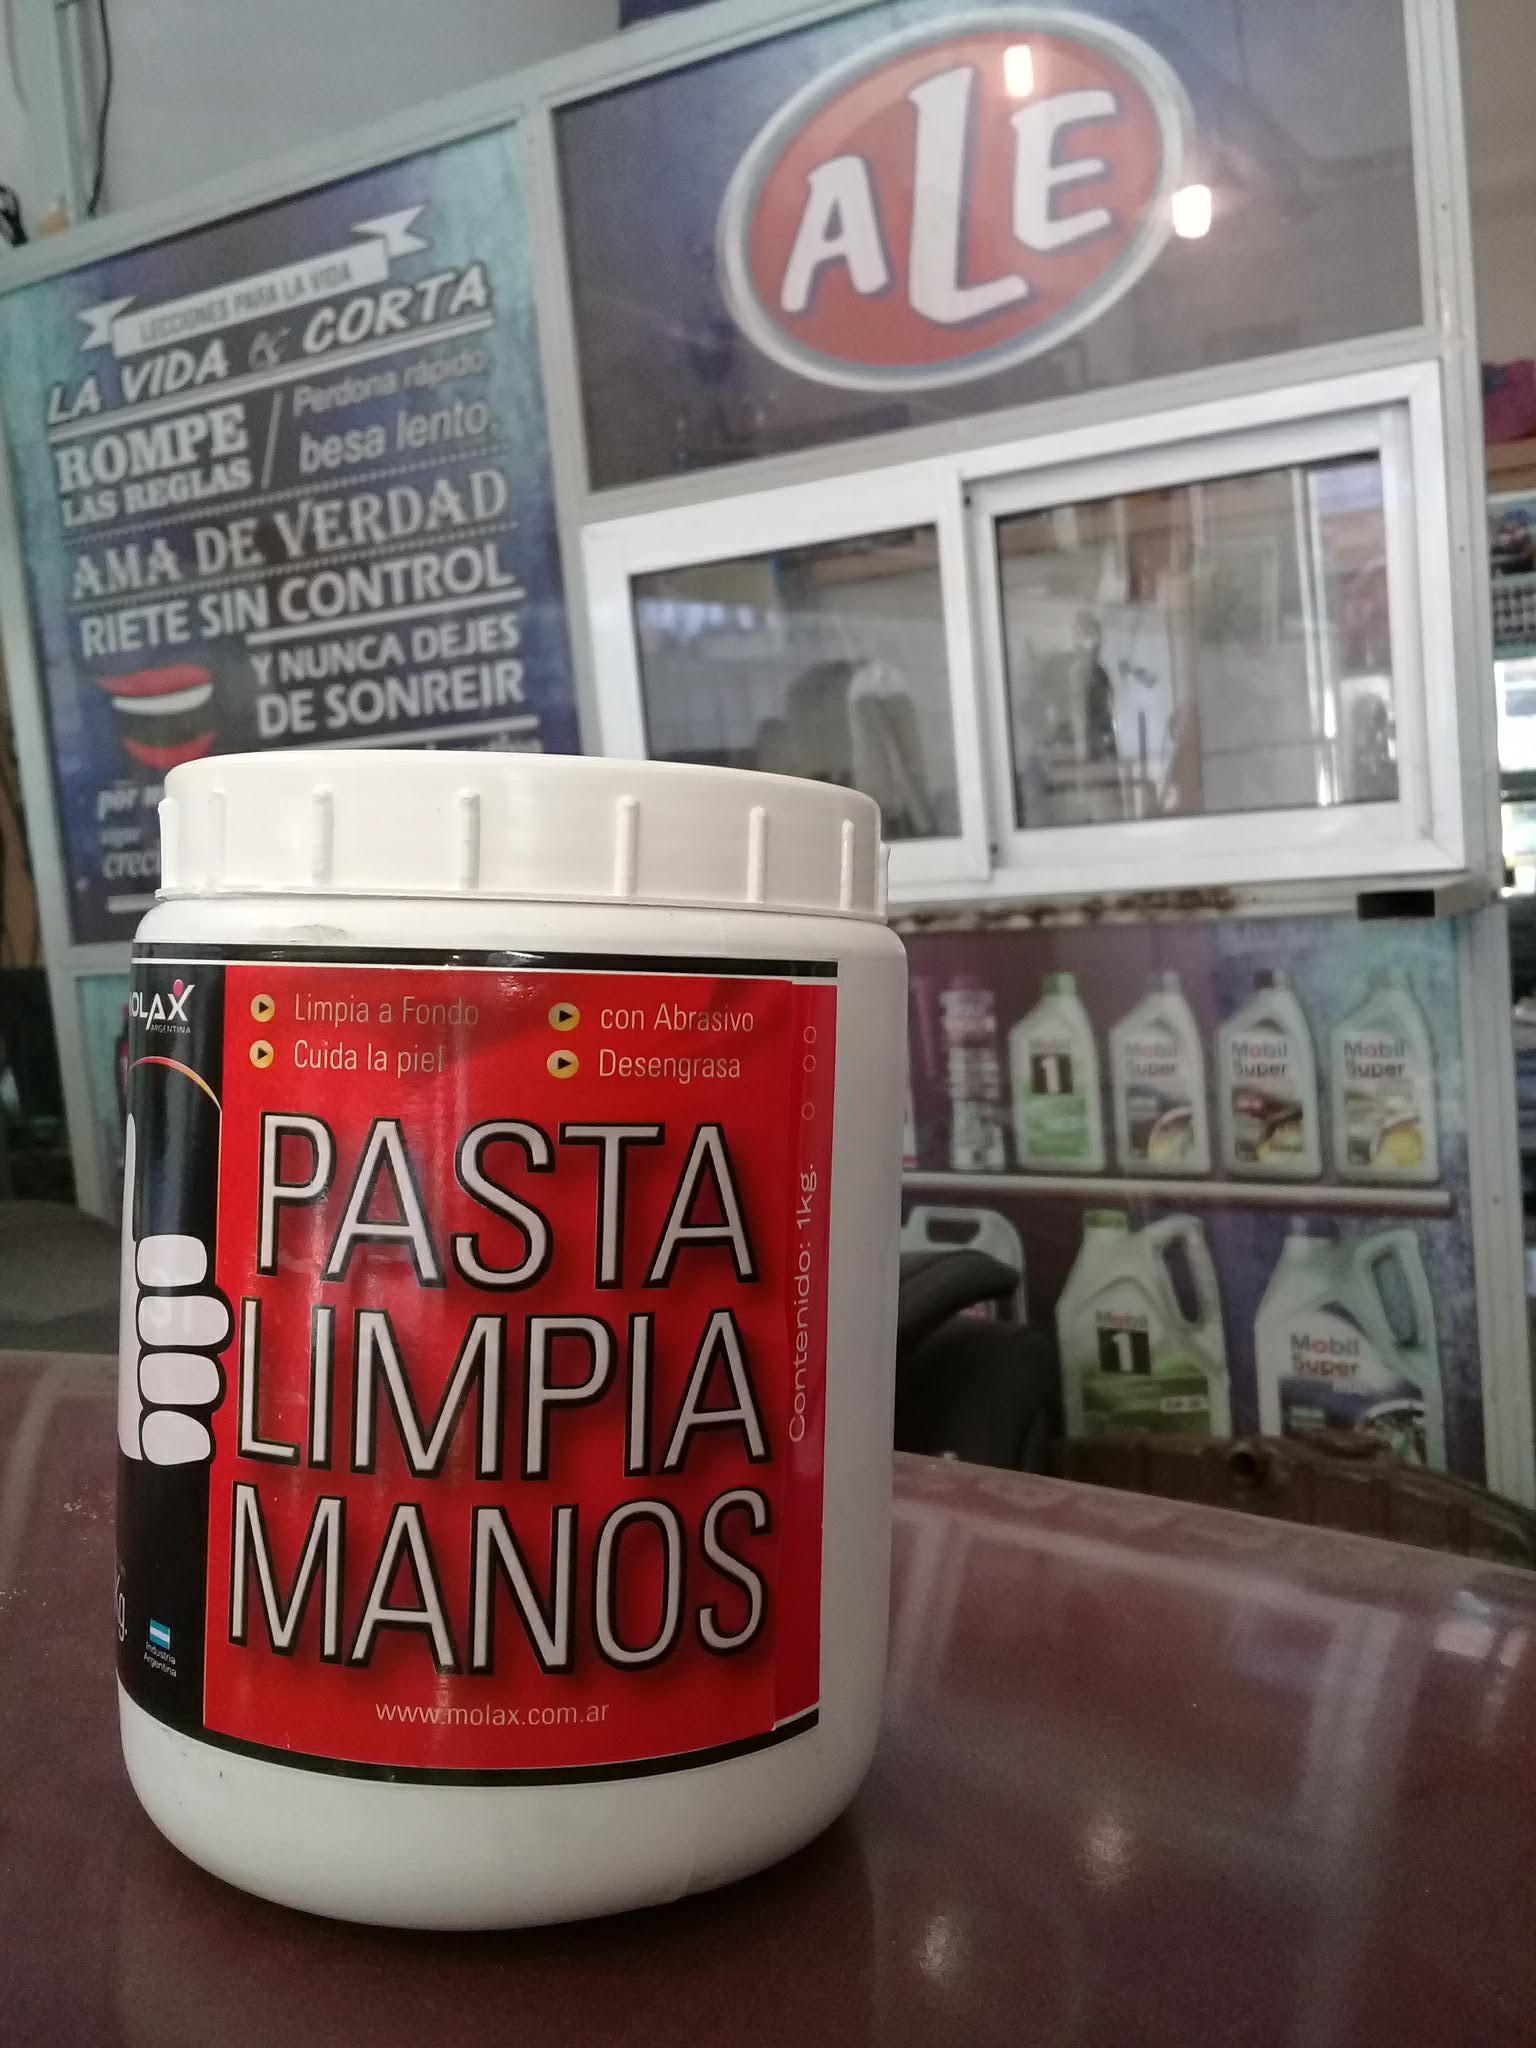 ALE
LECCIONES PARA LA VIDA
LA VIDA es CORTA
ROMPE
LAS REGLAS
Perdona rápido
besa lento,
AMA DE VERDAD
RIETE SIN CONTROL
Y NUNCA DEJES
DE SONREIR
por
OLAX
ARGENTINA
Limpia a Fondo
con Abrasivo
Cuida la piel
Desengrasa
PASTA
LIMPIA
MANOS
www.molax.com.ar
Contenido: 1kg.
kg.
Industria
Argentina
Mobil
1
Mobil
Super
Mobil
Super
Mobil
Super
Mobil
1
Mobil
Super